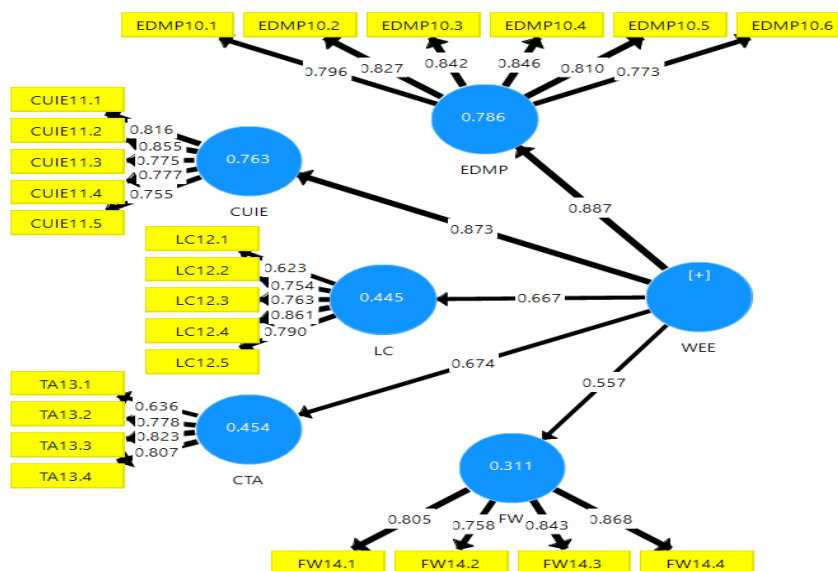 EDMP10.1 EDMP10.2 EDMP10.3 EDMP10.4 EDMP10.5 EDMP10.6
0.796 0.827 0.842 0.846 0.810 0.773
0.786
EDMP
CUIE11.1
CUIE11.2
CUIE11.3
CUIE11.4
CUIE11.5
0.816
0.855
0.775
0.777
0.755
0.763
CUIE
0.887
0.873
LC12.1
LC12.2
LC12.3
LC12.4
LC12.5
0.623
0.754
0.763
0.861
0.790
0.445
LC
0.667
[+]
WEE
0.674
0.557
TA13.1
TA13.2
TA13.3
TA13.4
0.636
0.778
0.823
0.807
0.454
CTA
0.311
FW
0.805 0.758 0.843 0.868
FW14.1 FW14.2 FW14.3 FW14.4